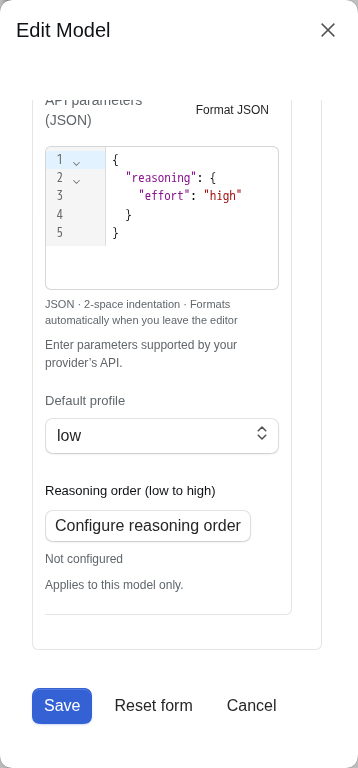 Edit Model
API parameters
(JSON)
Format JSON
1 {
2 "reasoning": {
3 "effort": "high"
4 }
5 }
JSON · 2-space indentation · Formats
automatically when you leave the editor
Enter parameters supported by your
provider’s API.
Default profile
low
Reasoning order (low to high)
Configure reasoning order
Not configured
Applies to this model only.
Save Reset form Cancel